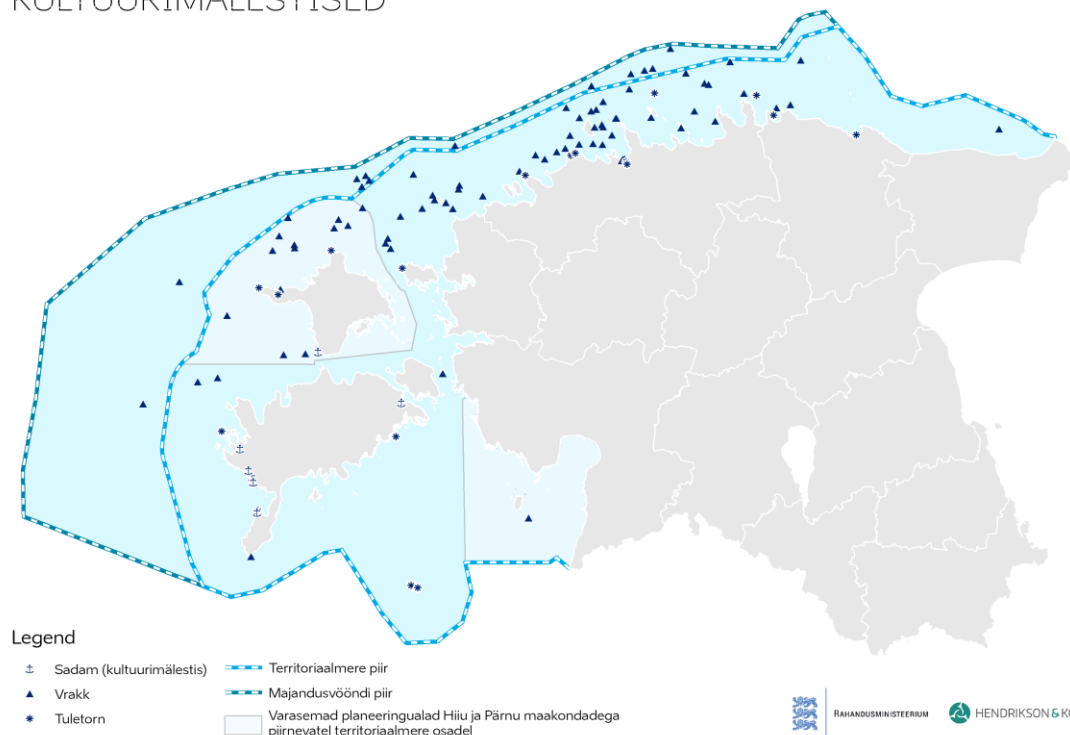 KULTUURIMÄLESTISED
Legend
Sadam (kultuurimälestis)
Vrakk
Tuletorn
Territoriaalmere piir
Majandusvööndi piir
Varasemad planeeringualad Hiiu ja Pärnu maakondadega
piirnevatel territoriaalmere osadel
RAHANDUSMINISTEERIUM
HENDRIKSON &